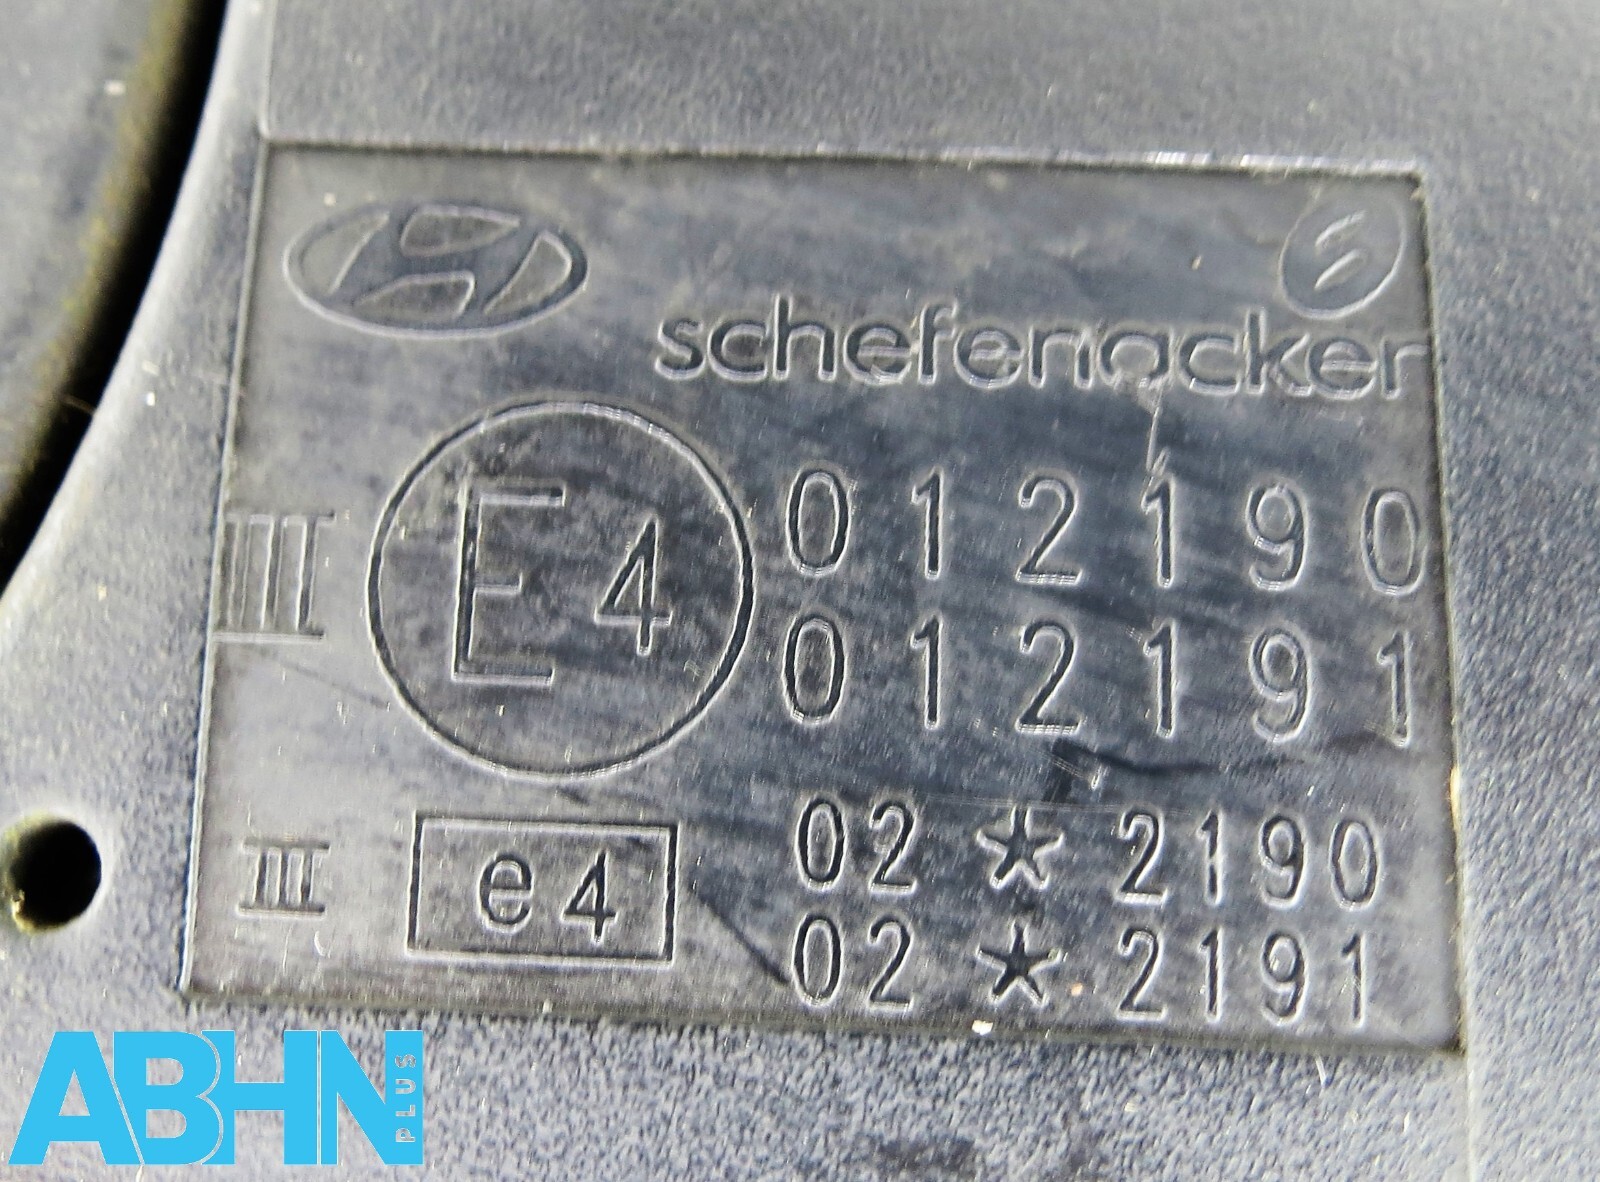 schefenacker
III E4 012190
012191
III e4 02 * 2190
02 * 2191
ABHN PLUS